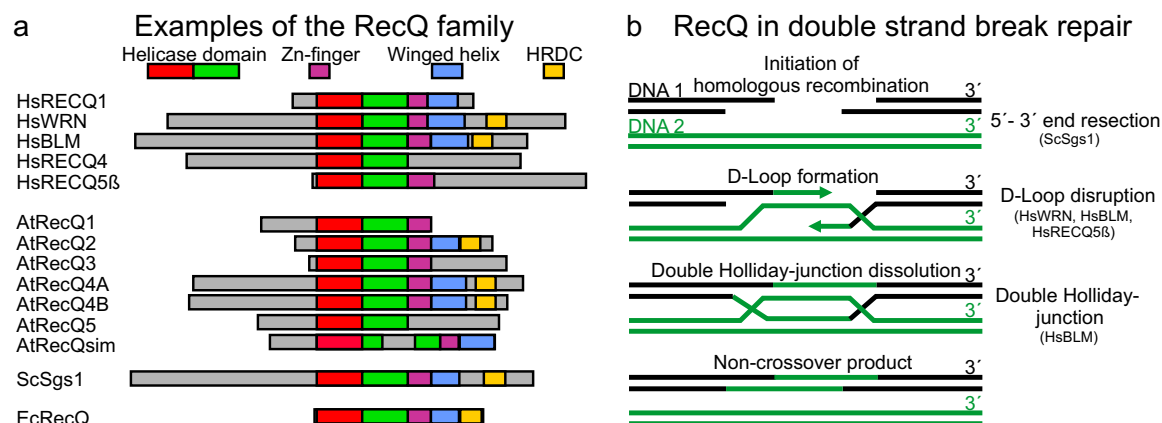 a Examples of the RecQ family
Helicase domain Zn-finger Winged helix HRDC
HsRECQ1
HsWRN
HsBLM
HsRECQ4
HsRECQ5ß
AtRecQ1
AtRecQ2
AtRecQ3
AtRecQ4A
AtRecQ4B
AtRecQ5
AtRecQsim
ScSgs1
EcRecQ
b RecQ in double strand break repair
Initiation of
homologous recombination
DNA 1 3´
DNA 2 3´
5´- 3´ end resection
(ScSgs1)
D-Loop formation
3´
3´
D-Loop disruption
(HsWRN, HsBLM,
HsRECQ5ß)
Double Holliday-junction dissolution
3´
3´
Double Holliday-
junction
(HsBLM)
Non-crossover product
3´
3´